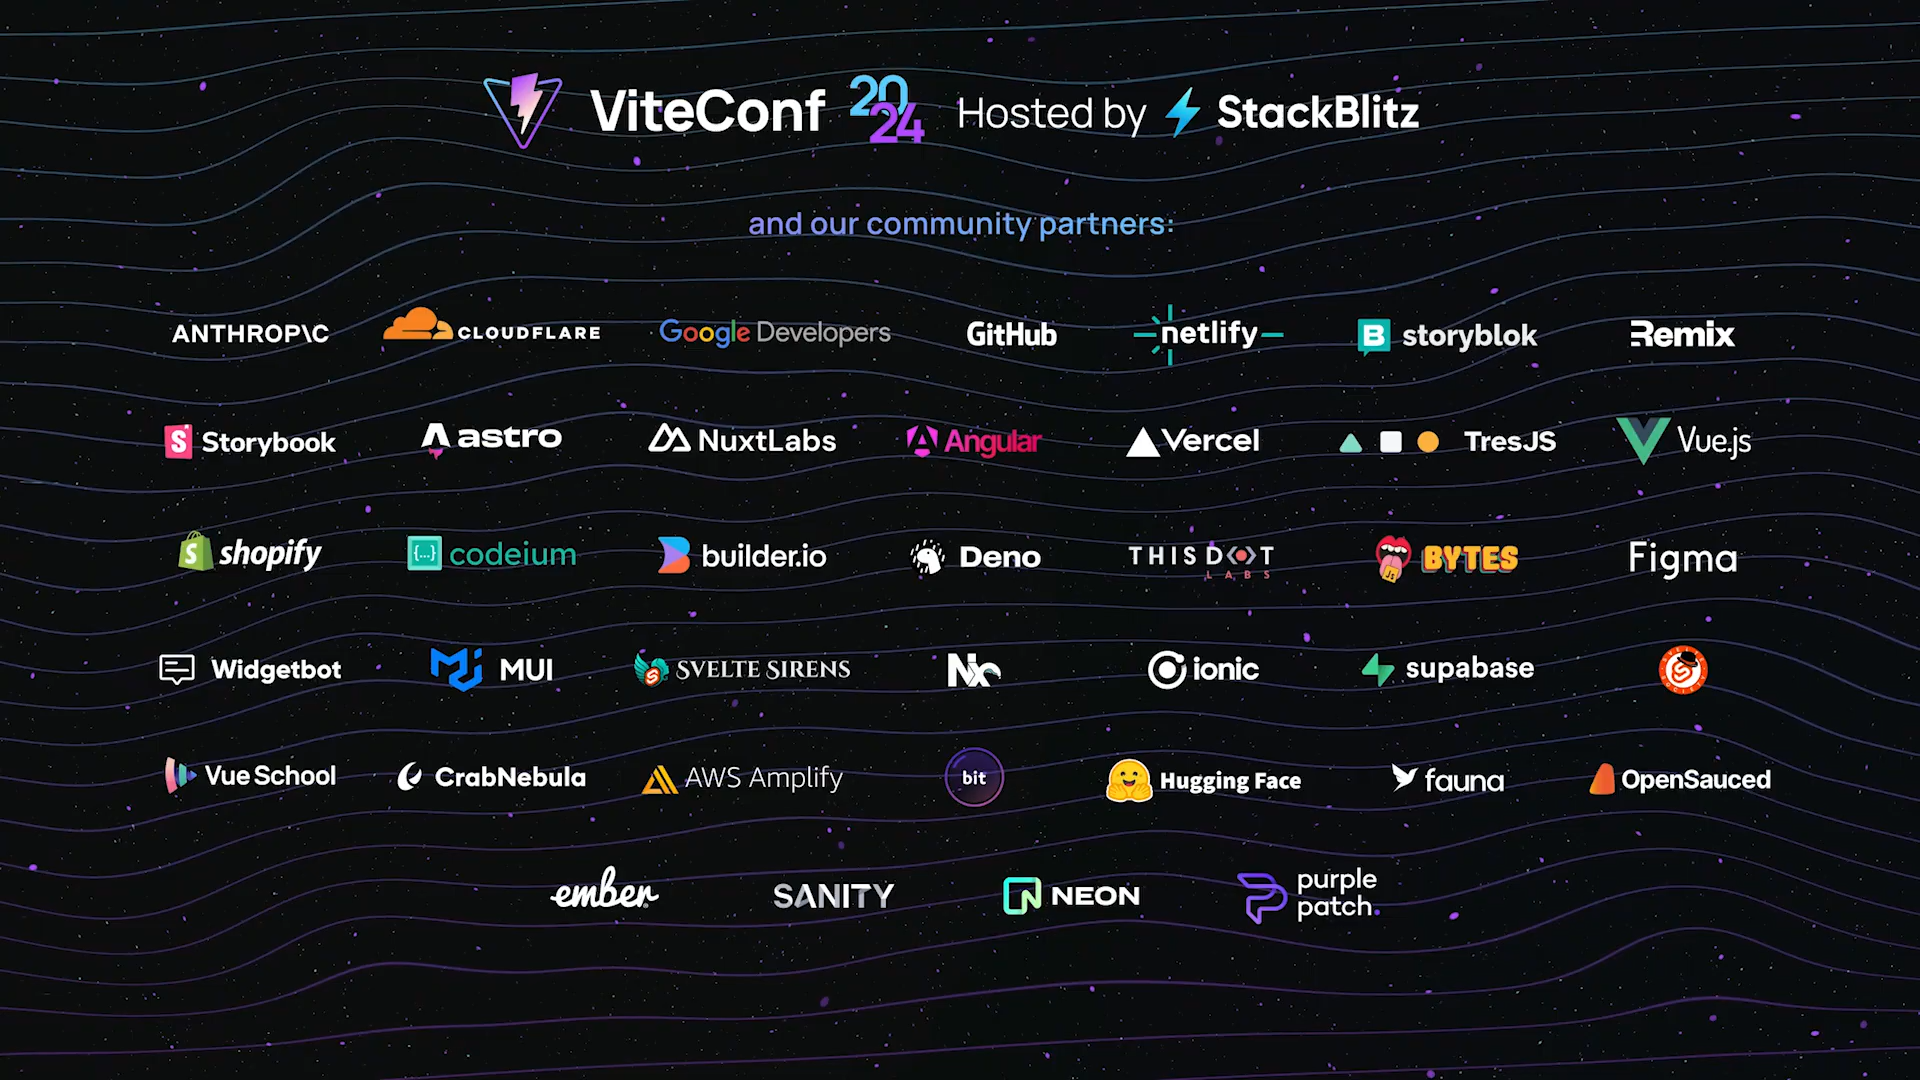 ViteConf 2024 Hosted by StackBlitz
and our community partners:
ANTHROP\C CLOUDFLARE Google Developers GitHub netlify B storyblok Remix
S Storybook astro NuxtLabs Angular Vercel TresJS Vue.js
S shopify {...} codeium builder.io Deno THIS DOT LABS JS BYTES Figma
Widgetbot MUI SVELTE SIRENS Nx ionic supabase
Vue School CrabNebula AWS Amplify bit Hugging Face fauna OpenSauced
ember SANITY NEON purple patch.